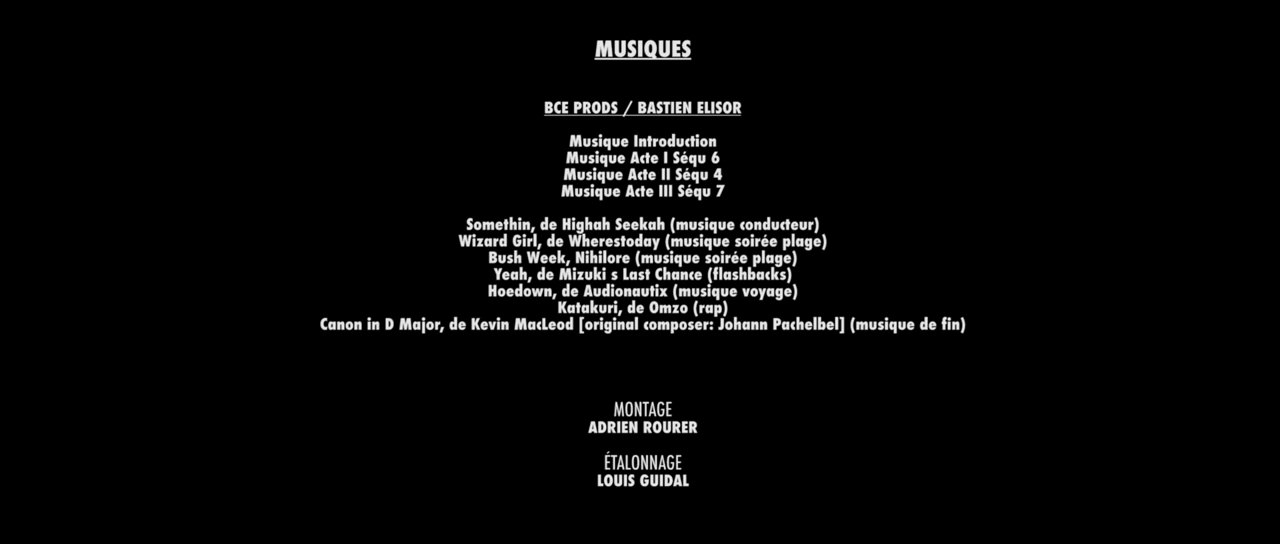 MUSIQUES
BCE PRODS / BASTIEN ELISOR
Musique Introduction
Musique Acte I Séqu 6
Musique Acte II Séqu 4
Musique Acte III Séqu 7
Somethin, de Highah Seekah (musique conducteur)
Wizard Girl, de Wherestoday (musique soirée plage)
Bush Week, Nihilore (musique soirée plage)
Yeah, de Mizuki s Last Chance (flashbacks)
Hoedown, de Audionautix (musique voyage)
Katakuri, de Omzo (rap)
Canon in D Major, de Kevin MacLeod [original composer: Johann Pachelbel] (musique de fin)
MONTAGE
ADRIEN ROURER
ÉTALONNAGE
LOUIS GUIDAL